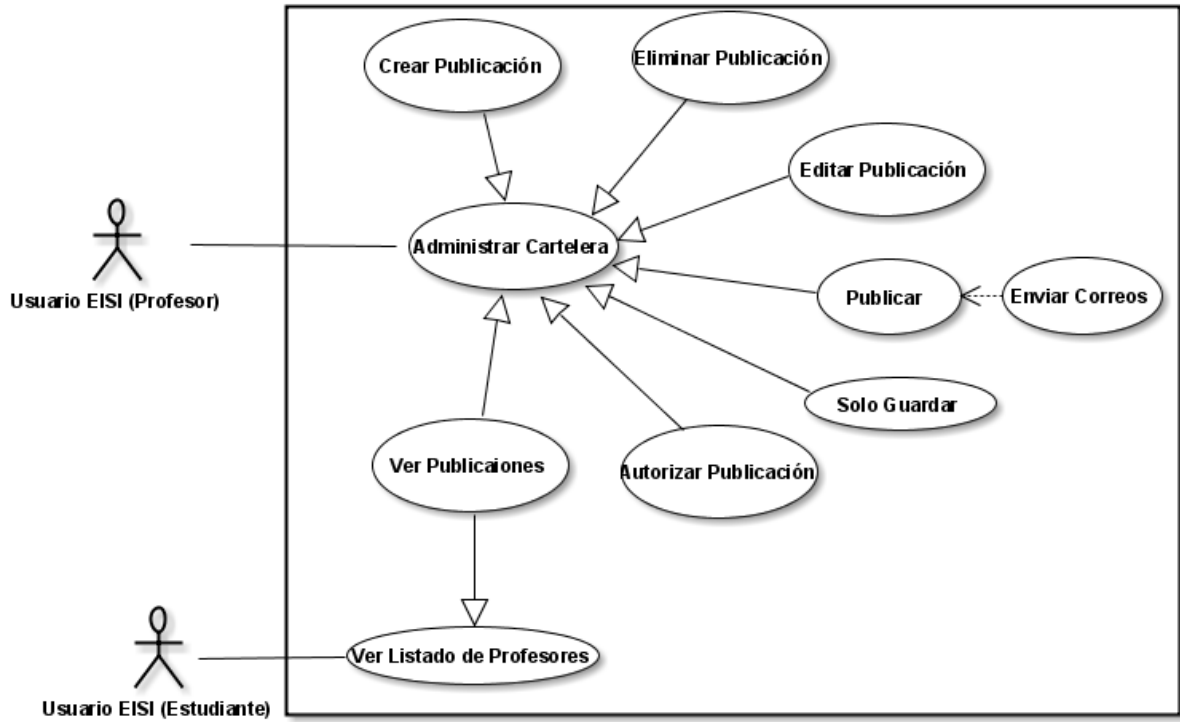 Crear Publicación
Eliminar Publicación
Editar Publicación
Administrar Cartelera
Usuario EISI (Profesor)
Publicar
Enviar Correos
Solo Guardar
Ver Publicaiones
Autorizar Publicación
Ver Listado de Profesores
Usuario EISI (Estudiante)